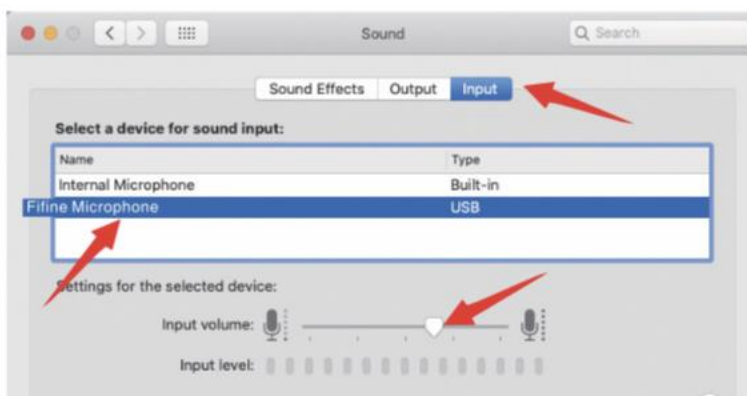 Sound
Search
Sound Effects Output Input
Select a device for sound input:
Name Type
Internal Microphone Built-in
Fifine Microphone USB
Settings for the selected device:
Input volume:
Input level: